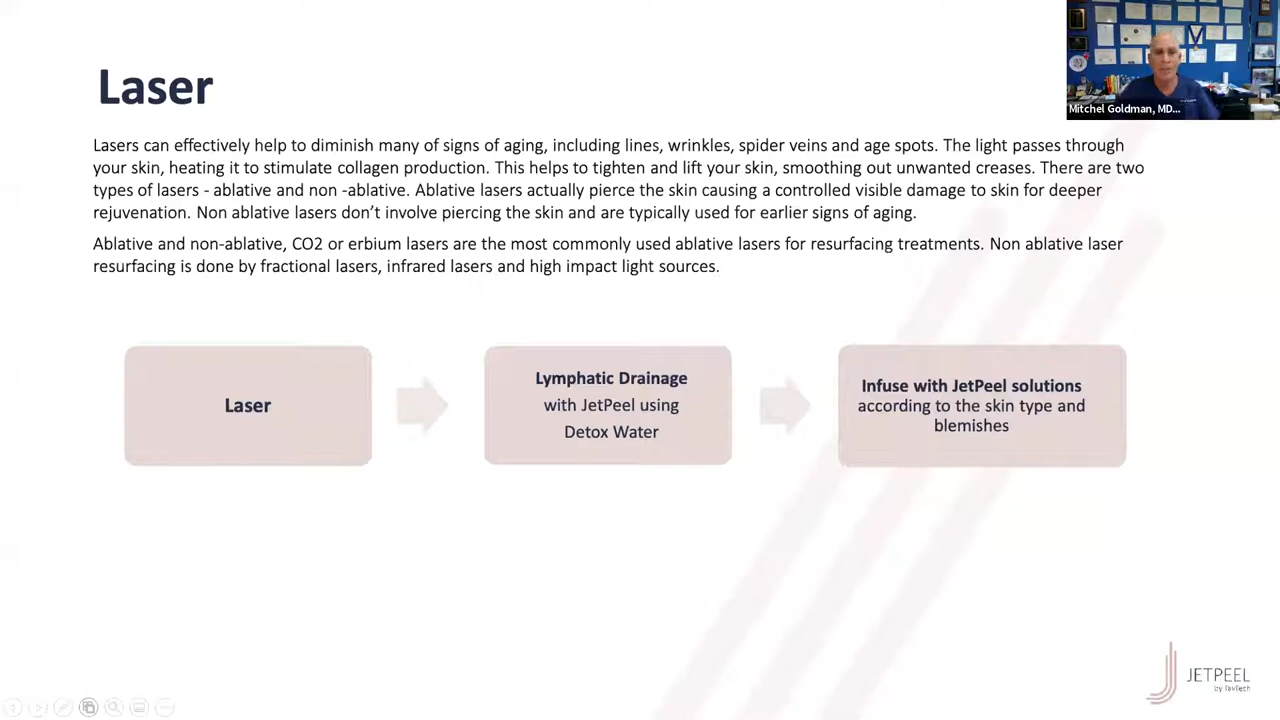 Laser
Mitchel Goldman, MD...
Lasers can effectively help to diminish many of signs of aging, including lines, wrinkles, spider veins and age spots. The light passes through
your skin, heating it to stimulate collagen production. This helps to tighten and lift your skin, smoothing out unwanted creases. There are two
types of lasers - ablative and non -ablative. Ablative lasers actually pierce the skin causing a controlled visible damage to skin for deeper
rejuvenation. Non ablative lasers don’t involve piercing the skin and are typically used for earlier signs of aging.
Ablative and non-ablative, CO2 or erbium lasers are the most commonly used ablative lasers for resurfacing treatments. Non ablative laser
resurfacing is done by fractional lasers, infrared lasers and high impact light sources.
Laser
Lymphatic Drainage
with JetPeel using
Detox Water
Infuse with JetPeel solutions
according to the skin type and
blemishes
JETPEEL
by TavTech